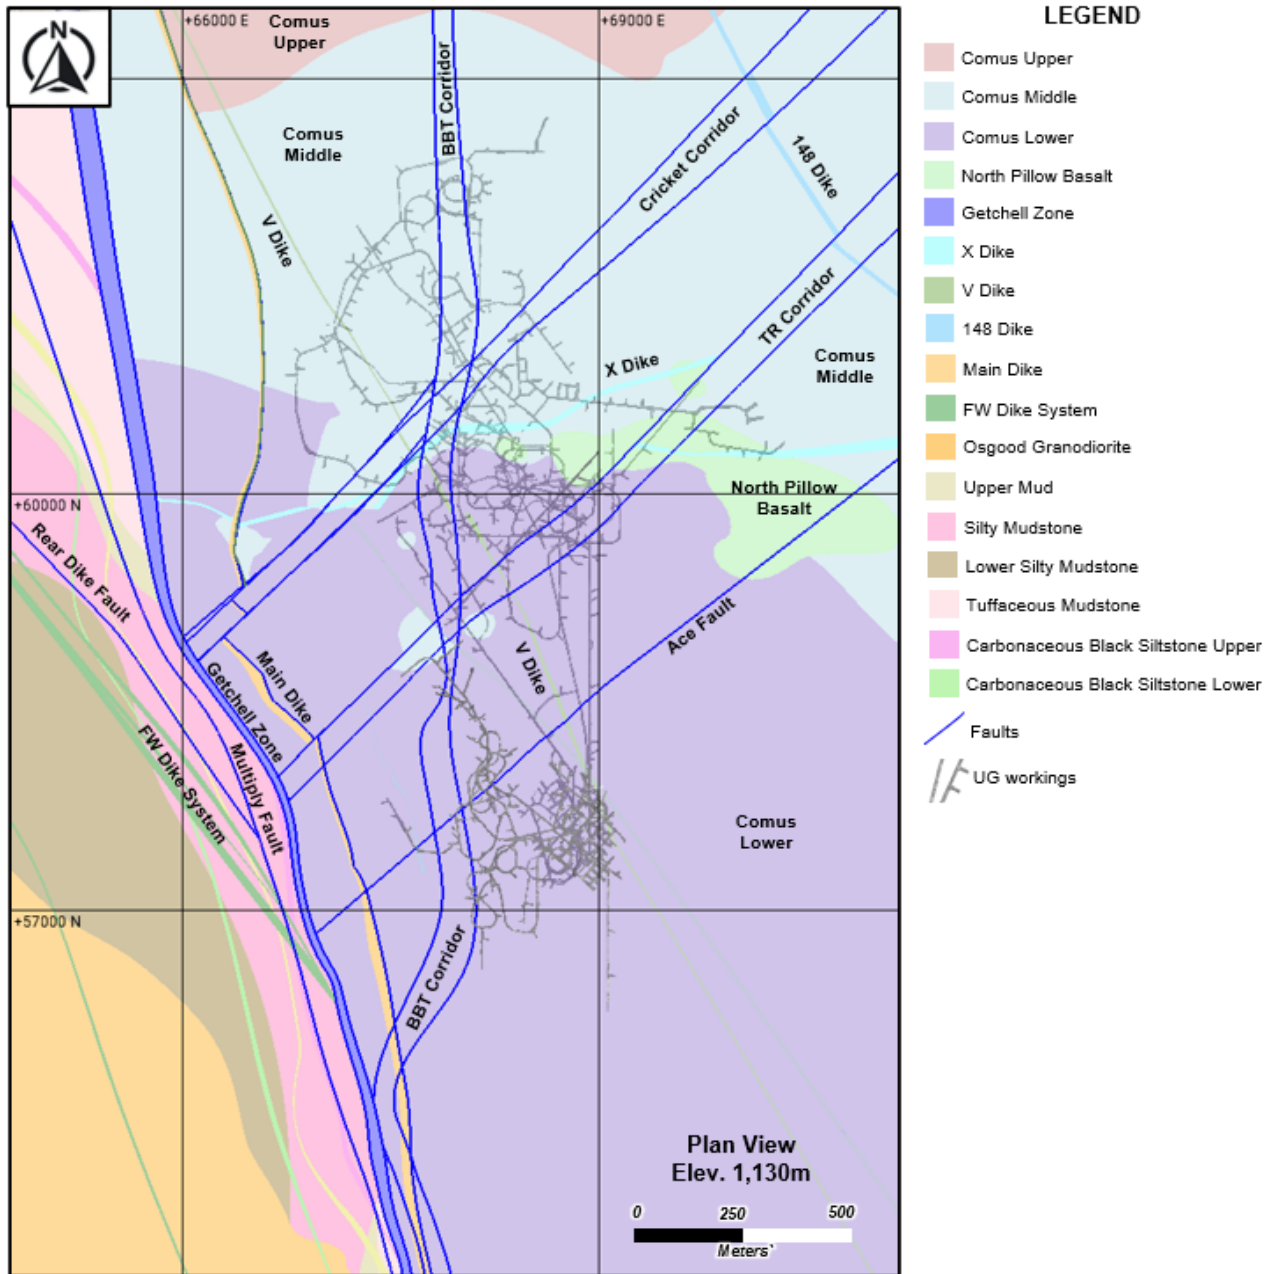 N
+66000 E
Comus
Upper
+69000 E
BBT Corridor
Comus
Middle
Cricket Corridor
148 Dike
V Dike
TR Corridor
X Dike
Comus
Middle
+60000 N
North Pillow
Basalt
Rear Dike Fault
Ace Fault
Main Dike
V Dike
Getchell Zone
FW Dike System
Multiply Fault
Comus
Lower
+57000 N
BBT Corridor
Plan View
Elev. 1,130m
0 250 500
Meters'
LEGEND
Comus Upper
Comus Middle
Comus Lower
North Pillow Basalt
Getchell Zone
X Dike
V Dike
148 Dike
Main Dike
FW Dike System
Osgood Granodiorite
Upper Mud
Silty Mudstone
Lower Silty Mudstone
Tuffaceous Mudstone
Carbonaceous Black Siltstone Upper
Carbonaceous Black Siltstone Lower
Faults
UG workings